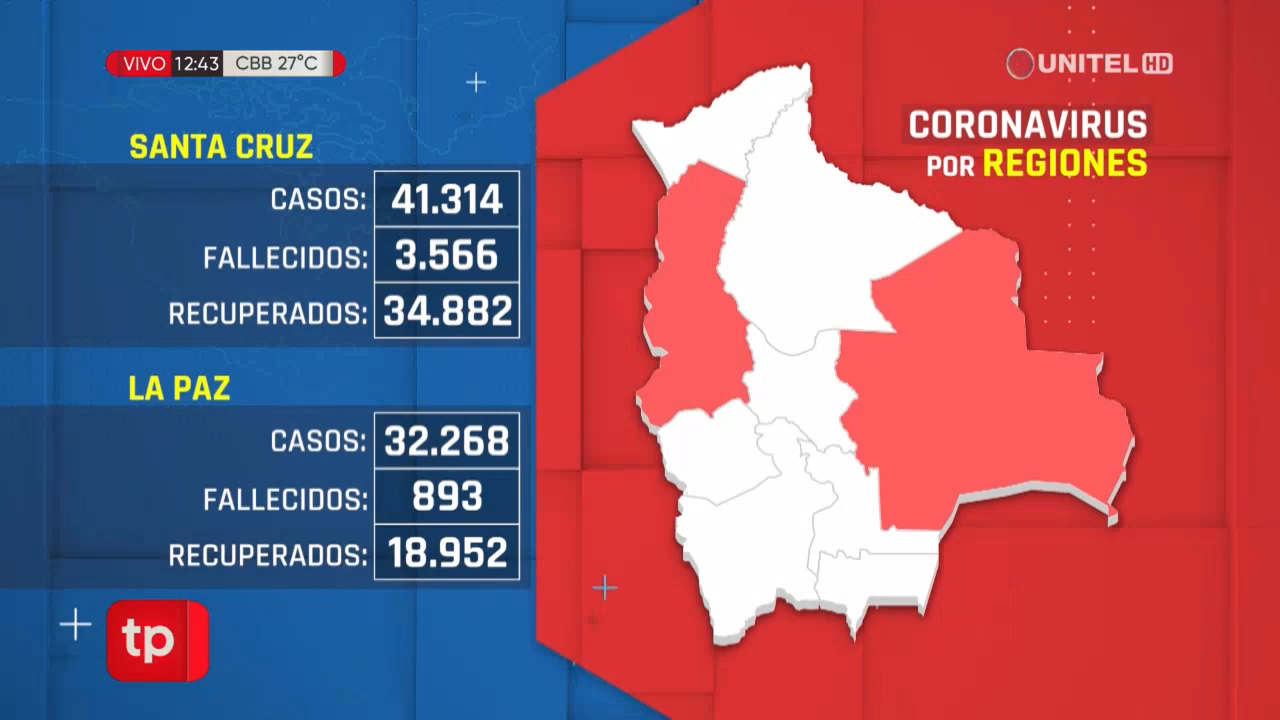 VIVO 12:43 CBB 27°C
UNITEL HD
CORONAVIRUS
POR REGIONES
SANTA CRUZ
CASOS: 41.314
FALLECIDOS: 3.566
RECUPERADOS: 34.882
LA PAZ
CASOS: 32.268
FALLECIDOS: 893
RECUPERADOS: 18.952
tp